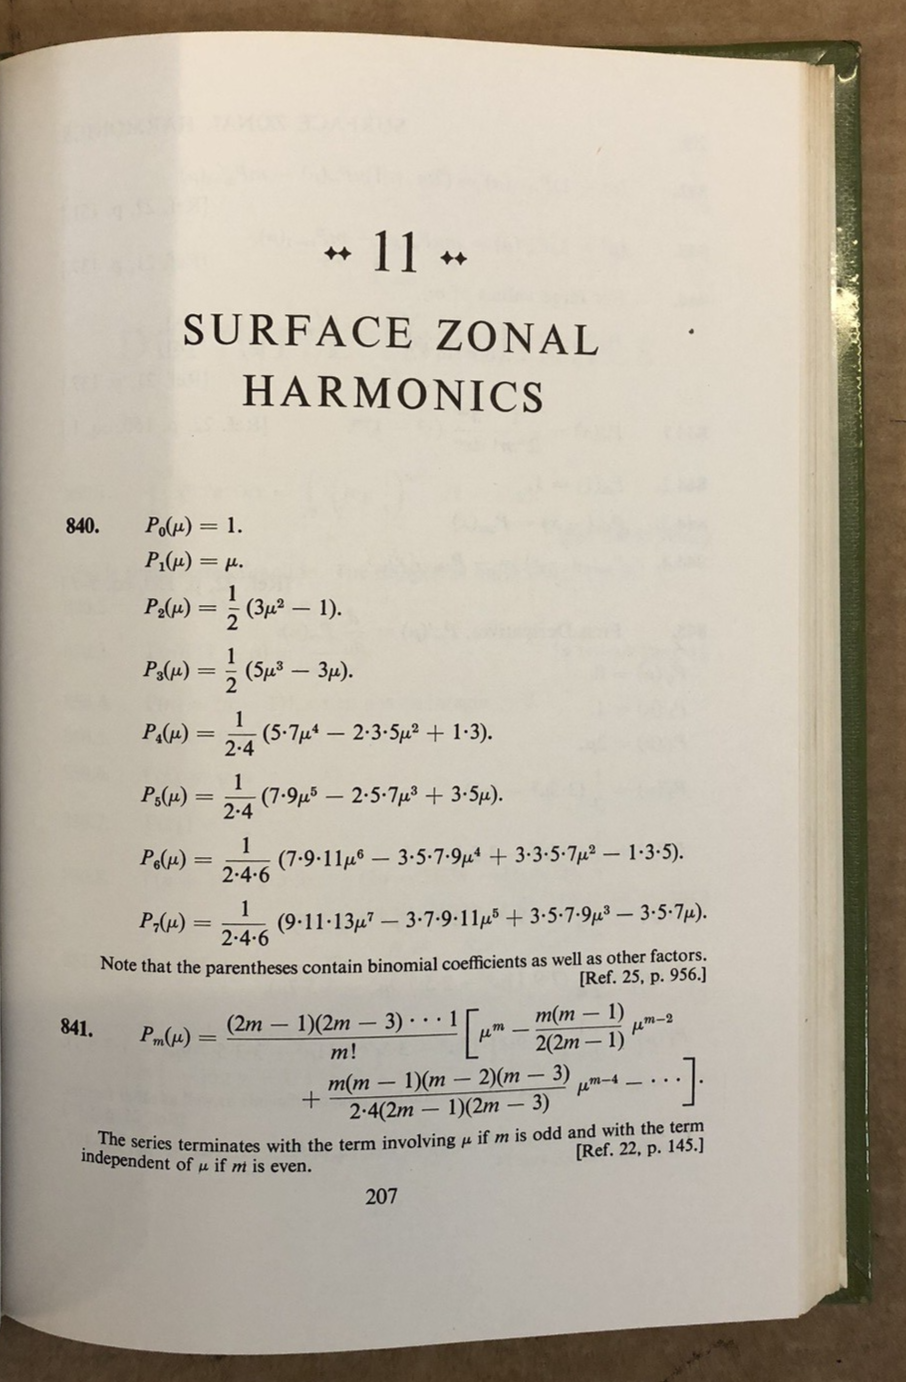 11
SURFACE ZONAL
HARMONICS
840. P₀(μ) = 1.
P₁(μ) = μ.
P₂(μ) = 1/2 (3μ² − 1).
P₃(μ) = 1/2 (5μ³ − 3μ).
P₄(μ) = 1/2·4 (5·7μ⁴ − 2·3·5μ² + 1·3).
P₅(μ) = 1/2·4 (7·9μ⁵ − 2·5·7μ³ + 3·5μ).
P₆(μ) = 1/2·4·6 (7·9·11μ⁶ − 3·5·7·9μ⁴ + 3·3·5·7μ² − 1·3·5).
P₇(μ) = 1/2·4·6 (9·11·13μ⁷ − 3·7·9·11μ⁵ + 3·5·7·9μ³ − 3·5·7μ).
Note that the parentheses contain binomial coefficients as well as other factors.
[Ref. 25, p. 956.]
841. Pₘ(μ) = (2m − 1)(2m − 3) · · · 1/m! [μᵐ − m(m − 1)/2(2m − 1) μᵐ⁻²
+ m(m − 1)(m − 2)(m − 3)/2·4(2m − 1)(2m − 3) μᵐ⁻⁴ − · · ·].
The series terminates with the term involving μ if m is odd and with the term
independent of μ if m is even. [Ref. 22, p. 145.]
207